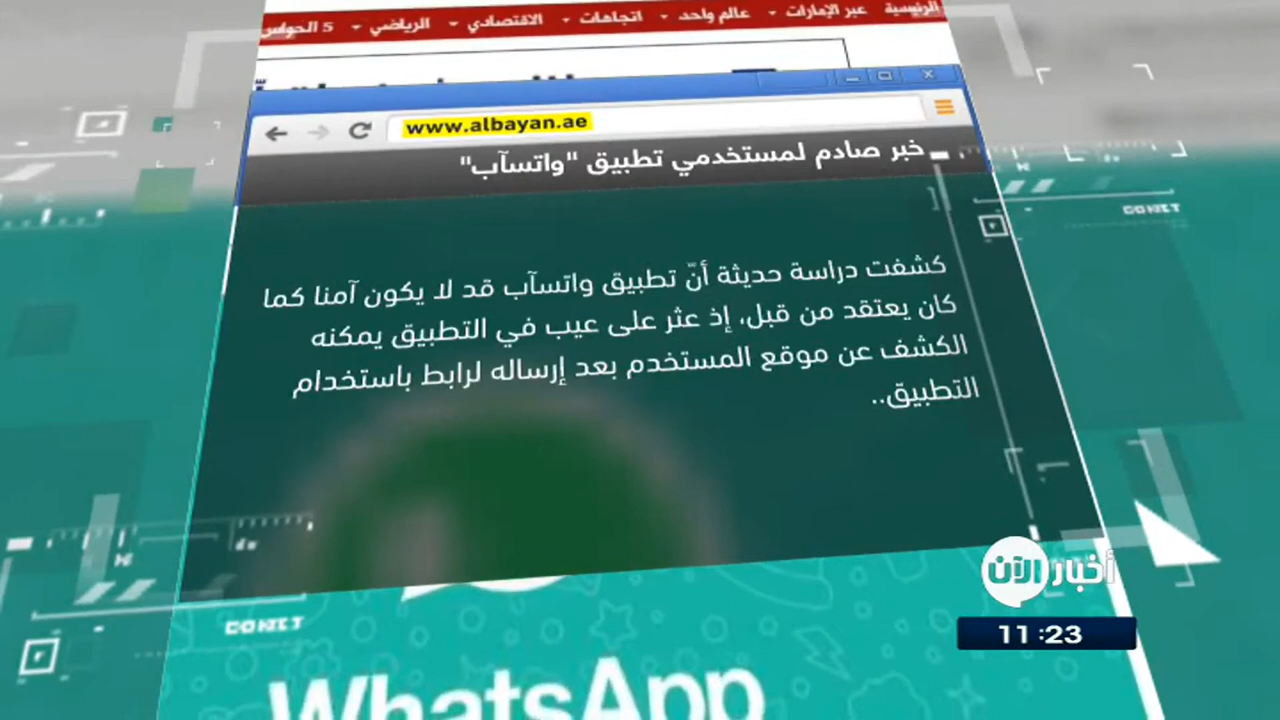 الرئيسية عبر الإمارات عالم واحد اتجاهات الاقتصادي الرياضي 5 الحواس
www.albayan.ae
خبر صادم لمستخدمي تطبيق "واتسآب"
كشفت دراسة حديثة أنّ تطبيق واتسآب قد لا يكون آمنا كما
كان يعتقد من قبل، إذ عثر على عيب في التطبيق يمكنه
الكشف عن موقع المستخدم بعد إرساله لرابط باستخدام
التطبيق..
أخبار الآن
11:23
WhatsApp